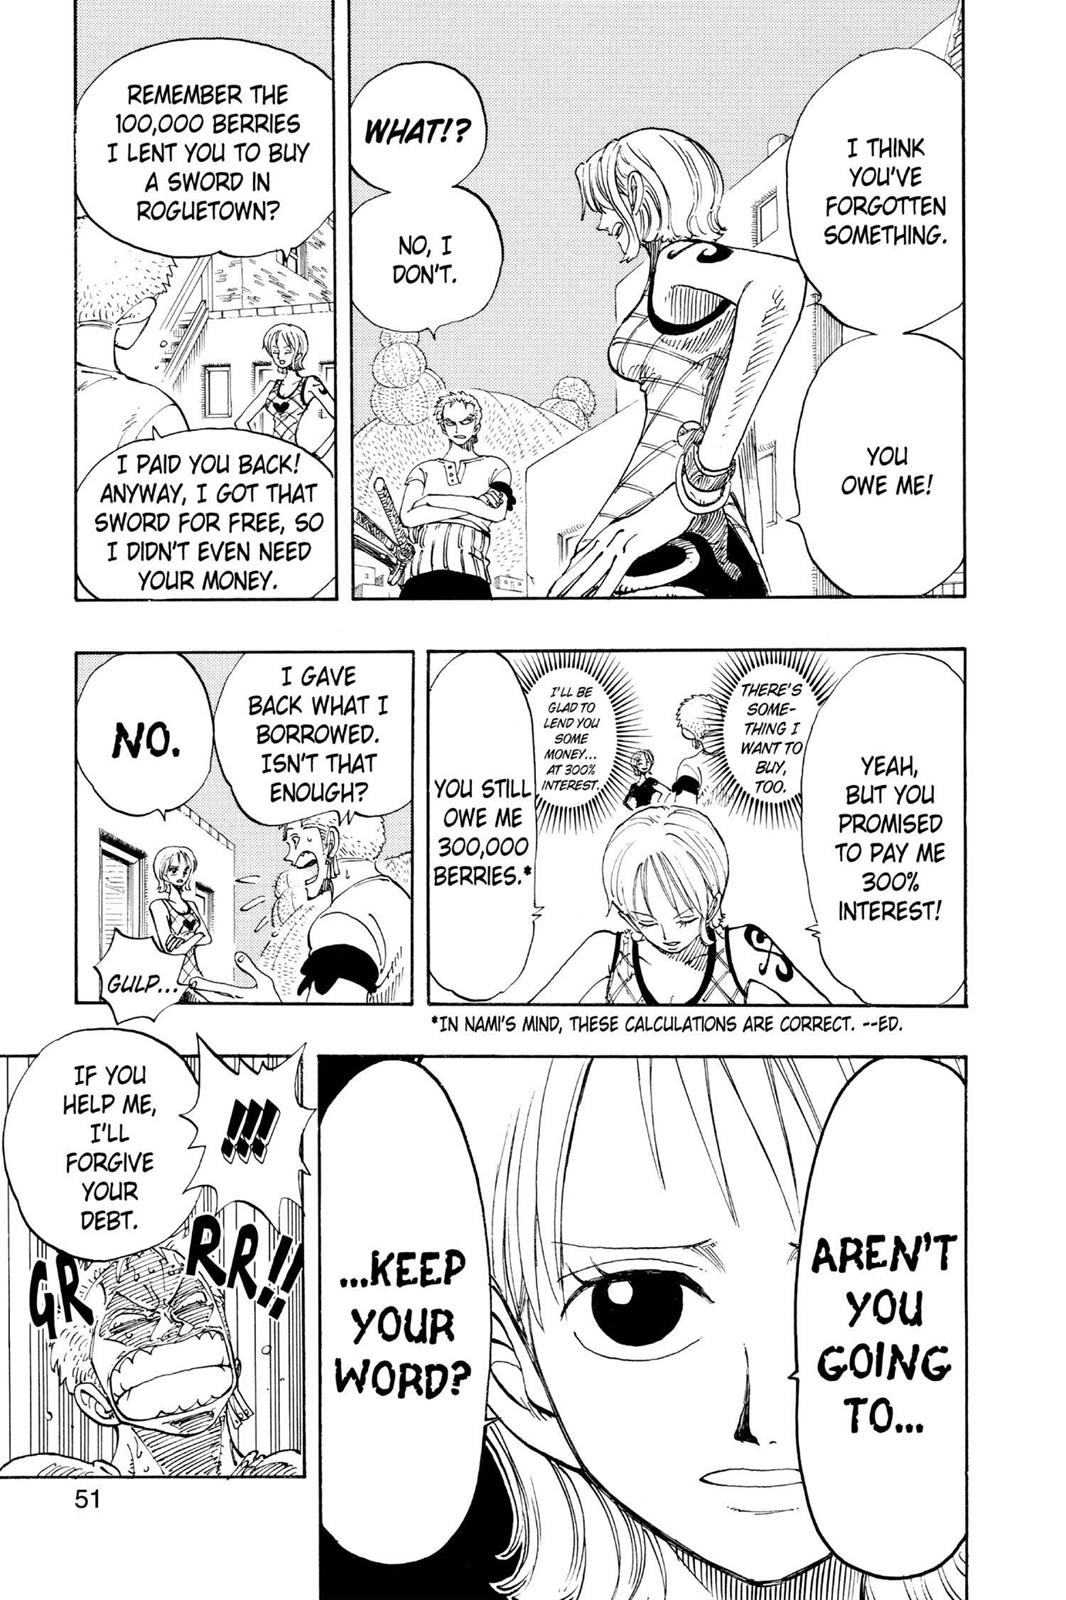 I THINK
YOU'VE
FORGOTTEN
SOMETHING.
YOU
OWE ME!
WHAT!?
NO, I
DON'T.
REMEMBER THE
100,000 BERRIES
I LENT YOU TO BUY
A SWORD IN
ROGUETOWN?
I PAID YOU BACK!
ANYWAY, I GOT THAT
SWORD FOR FREE, SO
I DIDN'T EVEN NEED
YOUR MONEY.
YEAH,
BUT YOU
PROMISED
TO PAY ME
300%
INTEREST!
THERE'S
SOME-
THING I
WANT TO
BUY,
TOO.
I'LL BE
GLAD TO
LEND YOU
SOME
MONEY...
AT 300%
INTEREST.
YOU STILL
OWE ME
300,000
BERRIES.*
*IN NAMI'S MIND, THESE CALCULATIONS ARE CORRECT. --ED.
I GAVE
BACK WHAT I
BORROWED.
ISN'T THAT
ENOUGH?
NO.
GULP...
AREN'T
YOU
GOING
TO...
...KEEP
YOUR
WORD?
!!!
IF YOU
HELP ME,
I'LL
FORGIVE
YOUR
DEBT.
GR
RR!!
51